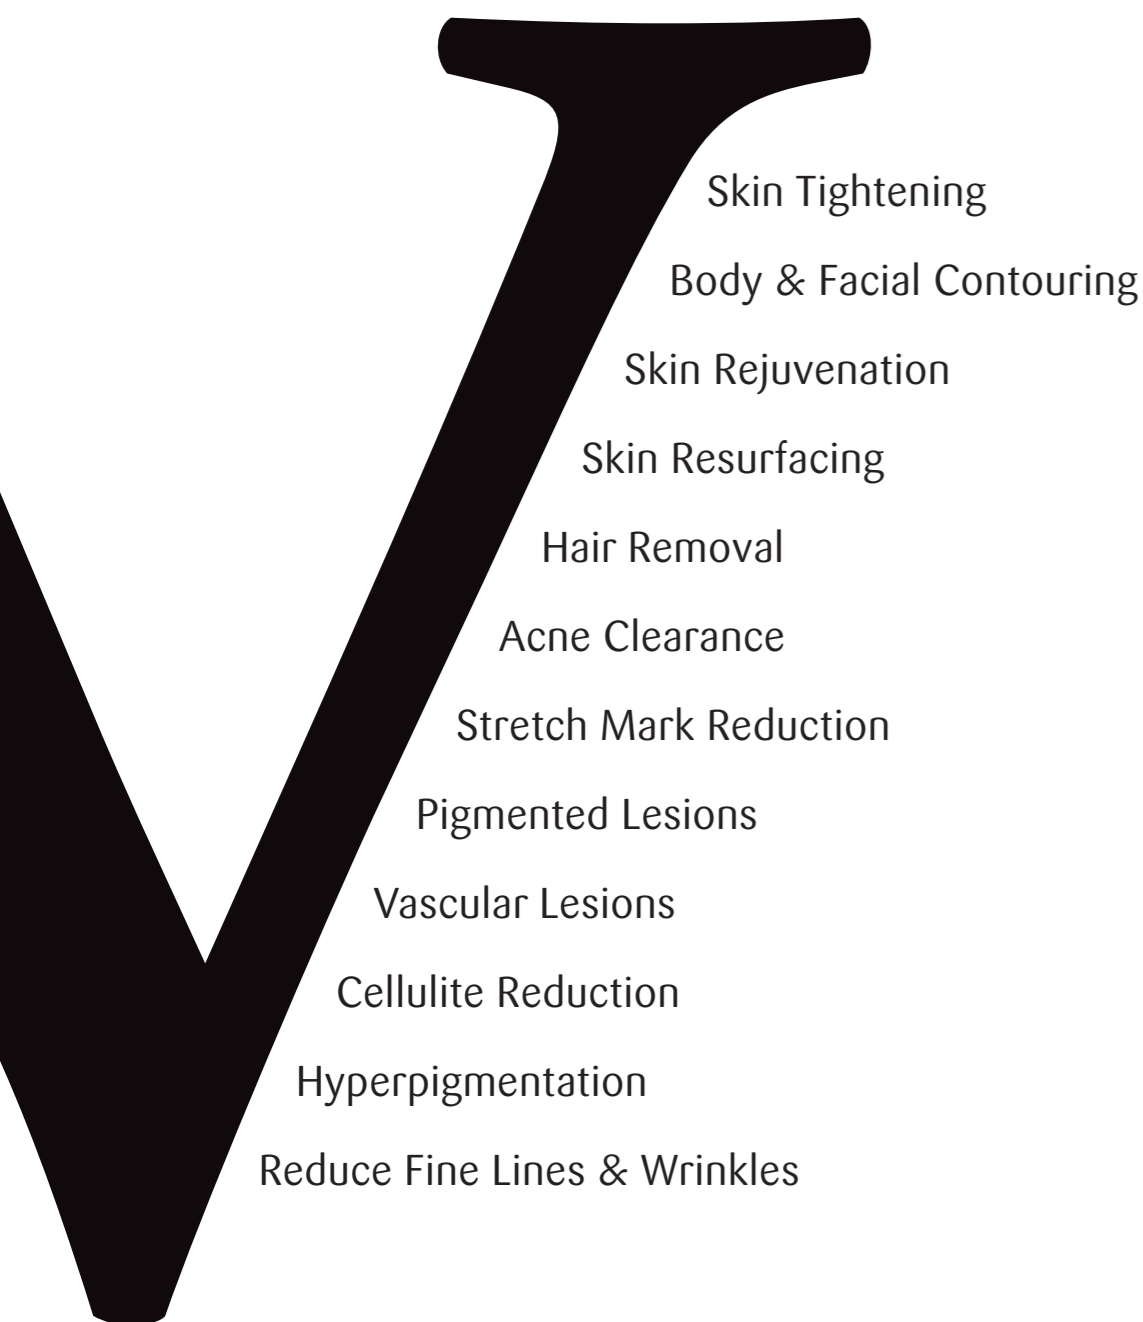 V
Skin Tightening
Body & Facial Contouring
Skin Rejuvenation
Skin Resurfacing
Hair Removal
Acne Clearance
Stretch Mark Reduction
Pigmented Lesions
Vascular Lesions
Cellulite Reduction
Hyperpigmentation
Reduce Fine Lines & Wrinkles